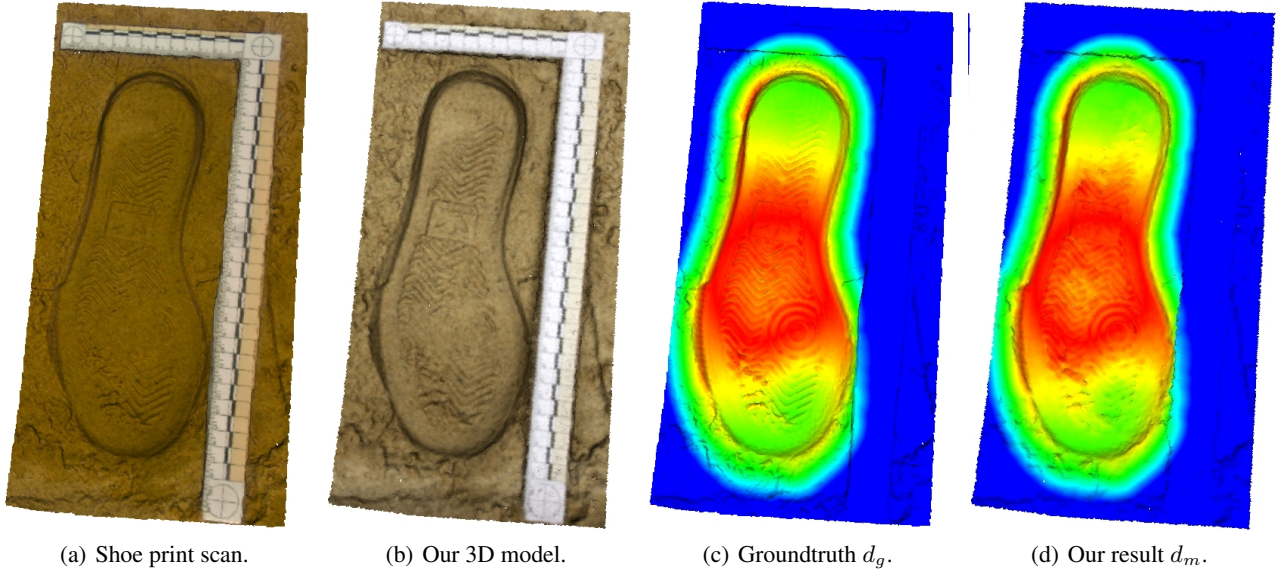 (a) Shoe print scan.
(b) Our 3D model.
(c) Groundtruth d_g.
(d) Our result d_m.